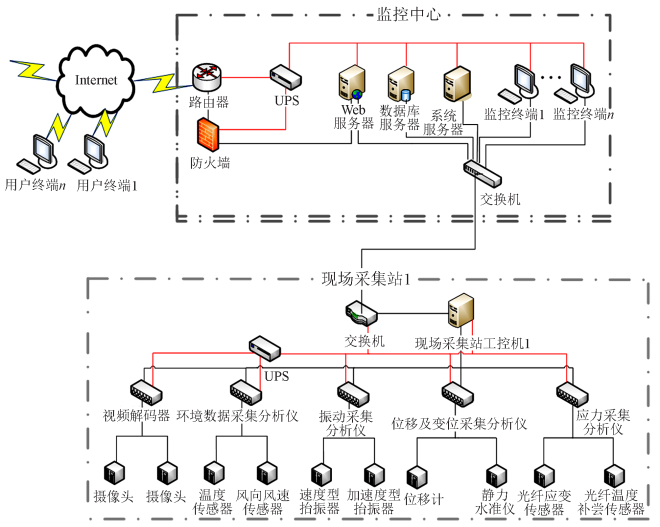 监控中心
Internet
路由器
UPS
Web
服务器
数据库
服务器
系统
服务器
监控终端1
监控终端n
防火墙
用户终端n
用户终端1
交换机
现场采集站1
交换机
现场采集站工控机1
UPS
视频解码器
环境数据采集分析仪
振动采集
分析仪
位移及变位采集分析仪
应力采集
分析仪
摄像头
摄像头
温度
传感器
风向风速
传感器
速度型
拾振器
加速度型
拾振器
位移计
静力
水准仪
光纤应变
传感器
光纤温度
补尝传感器